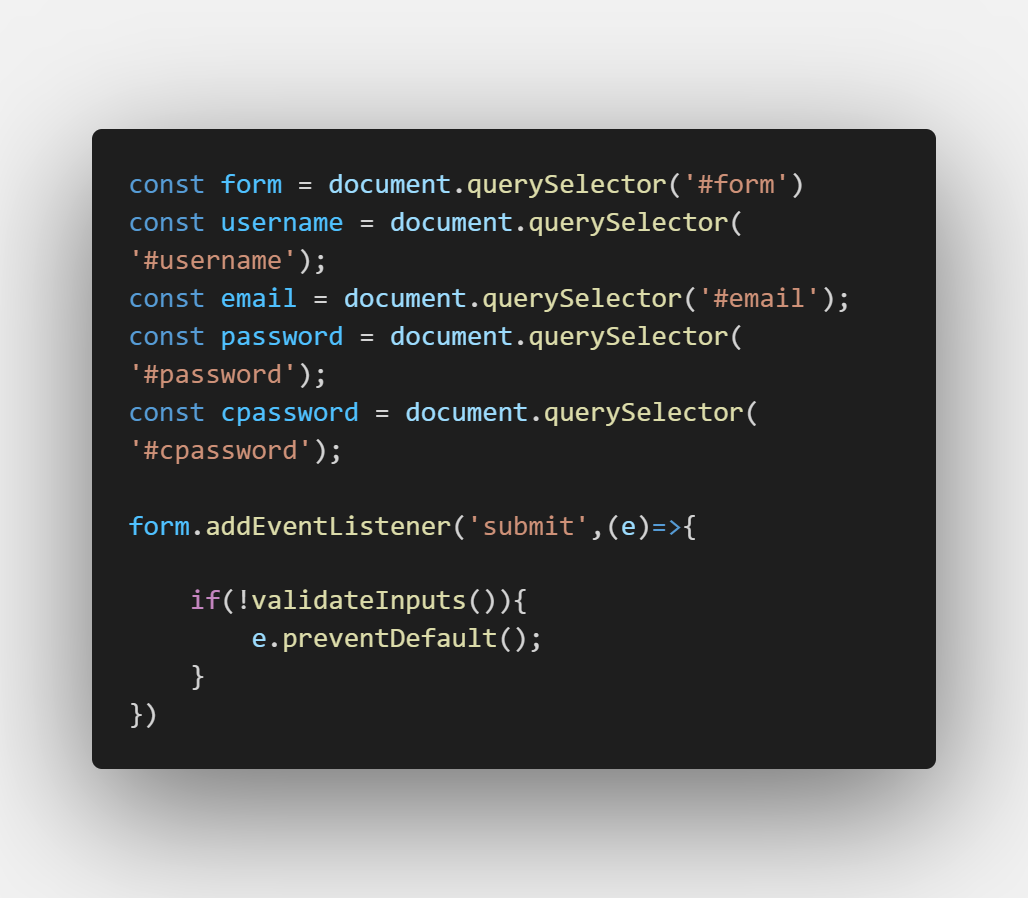 const form = document.querySelector('#form')
const username = document.querySelector(
'#username');
const email = document.querySelector('#email');
const password = document.querySelector(
'#password');
const cpassword = document.querySelector(
'#cpassword');
form.addEventListener('submit',(e)=>{
    if(!validateInputs()){
        e.preventDefault();
    }
})